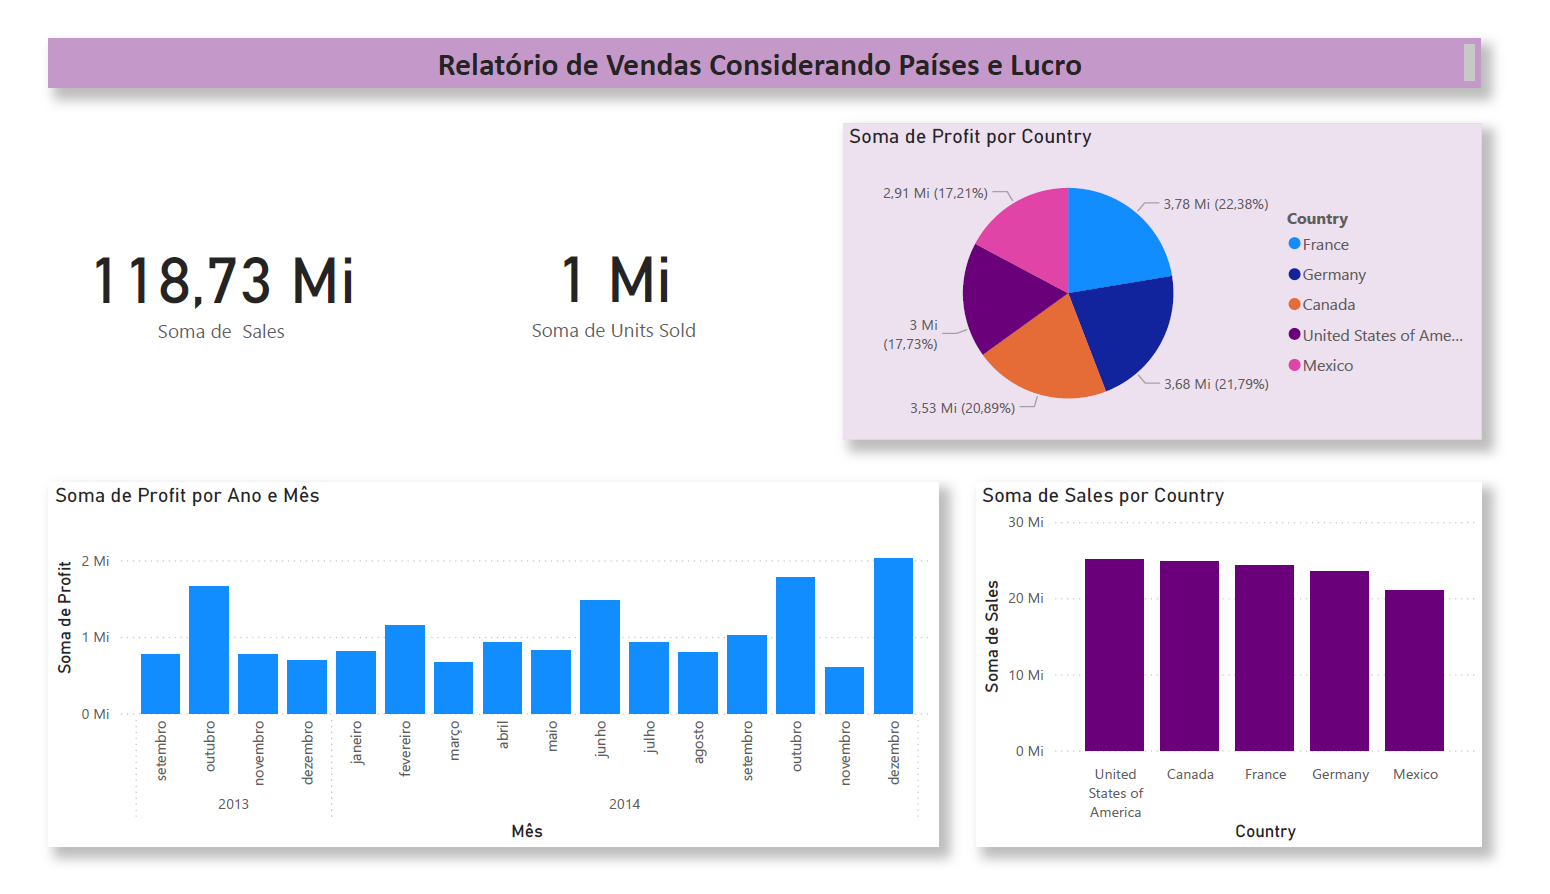 Relatório de Vendas Considerando Países e Lucro
118,73 Mi
Soma de  Sales
1 Mi
Soma de Units Sold
Soma de Profit por Country
2,91 Mi (17,21%)
3,78 Mi (22,38%)
3 Mi
(17,73%)
3,68 Mi (21,79%)
3,53 Mi (20,89%)
Country
France
Germany
Canada
United States of Ame...
Mexico
Soma de Profit por Ano e Mês
Soma de Profit
2 Mi
1 Mi
0 Mi
setembro
outubro
novembro
dezembro
janeiro
fevereiro
março
abril
maio
junho
julho
agosto
setembro
outubro
novembro
dezembro
2013
2014
Mês
Soma de Sales por Country
Soma de Sales
30 Mi
20 Mi
10 Mi
0 Mi
United
States of
America
Canada
France
Germany
Mexico
Country